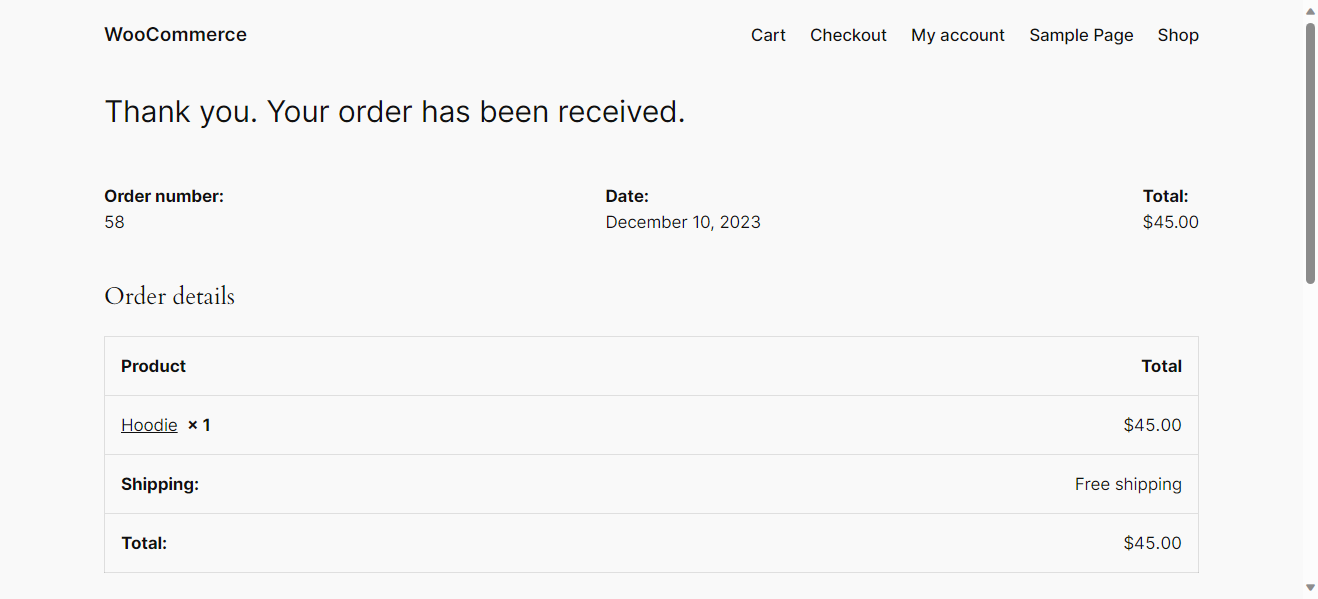 WooCommerce Cart Checkout My account Sample Page Shop
Thank you. Your order has been received.
Order number: Date: Total:
58 December 10, 2023 $45.00
Order details
Product Total
Hoodie × 1 $45.00
Shipping: Free shipping
Total: $45.00